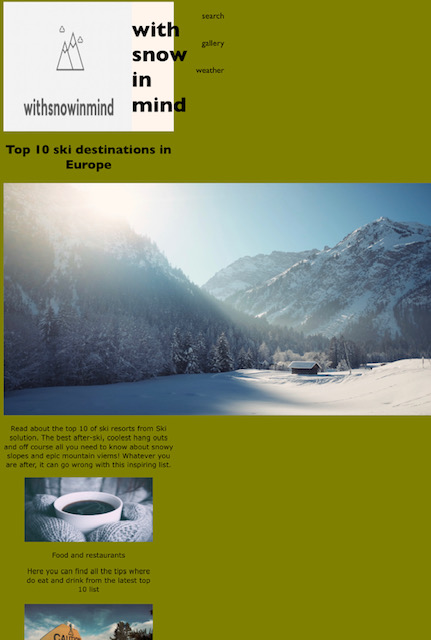 withsnowinmind
with
snow
in
mind
search
gallery
weather
Top 10 ski destinations in
Europe
Read about the top 10 of ski resorts from Ski
solution. The best after-ski, coolest hang outs
and off course all you need to know about snowy
slopes and epic mountain viems! Whatever you
are after, it can go wrong with this inspiring list.
Food and restaurants
Here you can find all the tips where
do eat and drink from the latest top
10 list